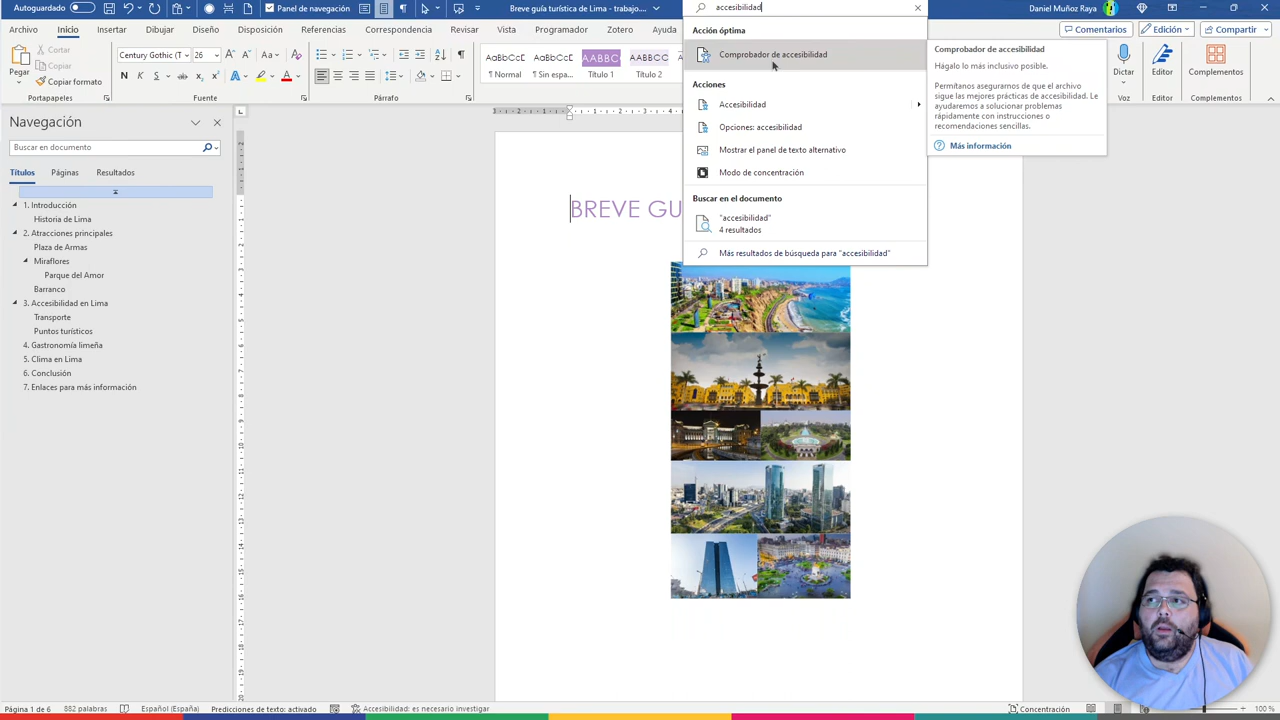 Autoguardado
Breve guía turística de Lima - trabajo....
accesibilidad
Daniel Muñoz Raya
Archivo
Inicio
Insertar
Dibujar
Diseño
Disposición
Referencias
Correspondencia
Revisar
Vista
Programador
Zotero
Ayuda
Comentarios
Edición
Compartir
Pegar
Cortar
Copiar
Copiar formato
Century Gothic (T
26
N
K
S
AABBCC
¶ Normal
¶ Sin espa...
Título 1
Título 2
Dictar
Editor
Complementos
Portapapeles
Fuente
Párrafo
Voz
Editor
Complementos
Acción óptima
Comprobador de accesibilidad
Acciones
Accesibilidad
Opciones: accesibilidad
Mostrar el panel de texto alternativo
Modo de concentración
Buscar en el documento
"accesibilidad"
4 resultados
Más resultados de búsqueda para "accesibilidad"
Comprobador de accesibilidad
Hágalo lo más inclusivo posible.
Permítanos asegurarnos de que el archivo
sigue las mejores prácticas de accesibilidad. Le
ayudaremos a solucionar problemas
rápidamente con instrucciones o
recomendaciones sencillas.
Más información
Navegación
Buscar en documento
Títulos
Páginas
Resultados
1. Introducción
Historia de Lima
2. Atracciones principales
Plaza de Armas
Miraflores
Parque del Amor
Barranco
3. Accesibilidad en Lima
Transporte
Puntos turísticos
4. Gastronomía limeña
5. Clima en Lima
6. Conclusión
7. Enlaces para más información
BREVE GU
Página 1 de 6
882 palabras
Español (España)
Predicciones de texto: activado
Accesibilidad: es necesario investigar
Concentración
100 %